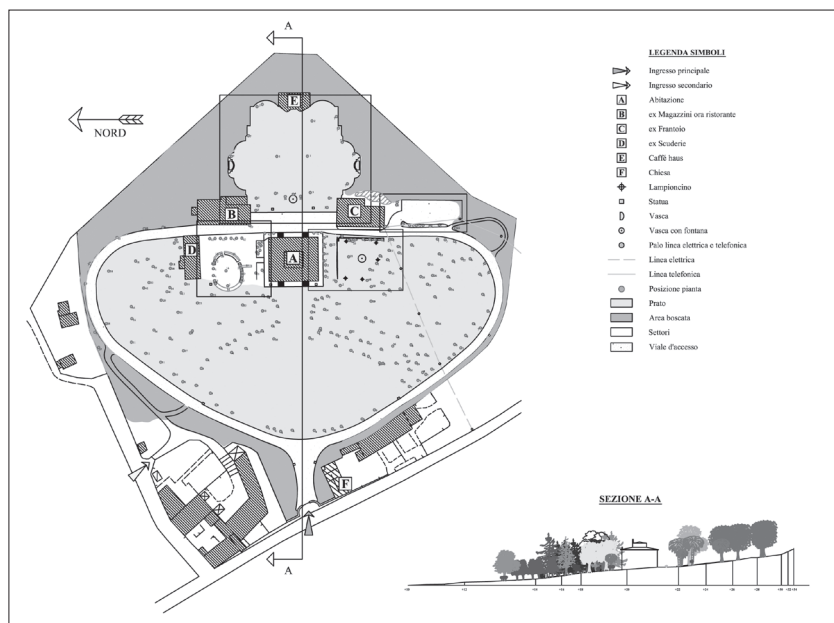 A
NORD
E
B
C
D
A
F
A
LEGENDA SIMBOLI
Ingresso principale
Ingresso secondario
A Abitazione
B ex Magazzini ora ristorante
C ex Frantoio
D ex Scuderie
E Caffè haus
F Chiesa
Lampioncino
Statua
Vasca
Vasca con fontana
Palo linea elettrica e telefonica
Linea elettrica
Linea telefonica
Posizione pianta
Prato
Area boscata
Settori
Viale d'accesso
SEZIONE A-A